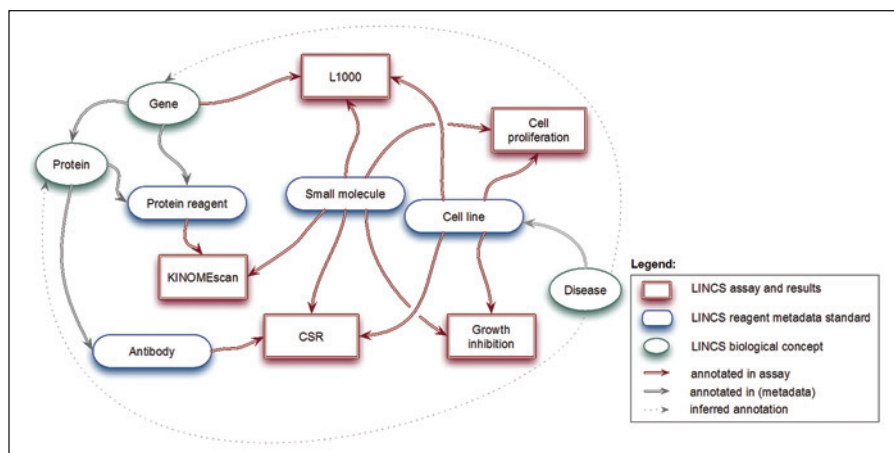 L1000
Gene
Cell
proliferation
Protein
Protein reagent
Small molecule
Cell line
KINOMEscan
Disease
Antibody
CSR
Growth
inhibition
Legend:
LINCS assay and results
LINCS reagent metadata standard
LINCS biological concept
annotated in assay
annotated in (metadata)
inferred annotation